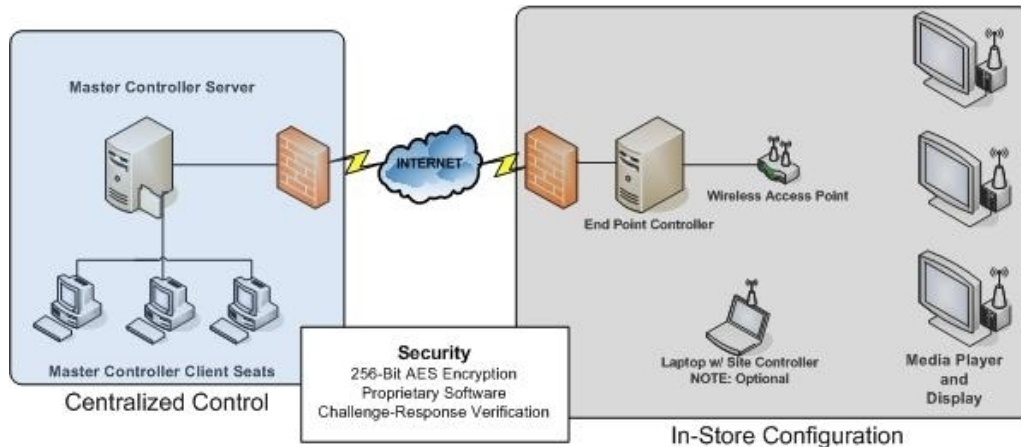 Master Controller Server
INTERNET
Wireless Access Point
End Point Controller
Master Controller Client Seats
Centralized Control
Security
256-Bit AES Encryption
Proprietary Software
Challenge-Response Verification
Laptop w/ Site Controller
NOTE: Optional
Media Player
and
Display
In-Store Configuration